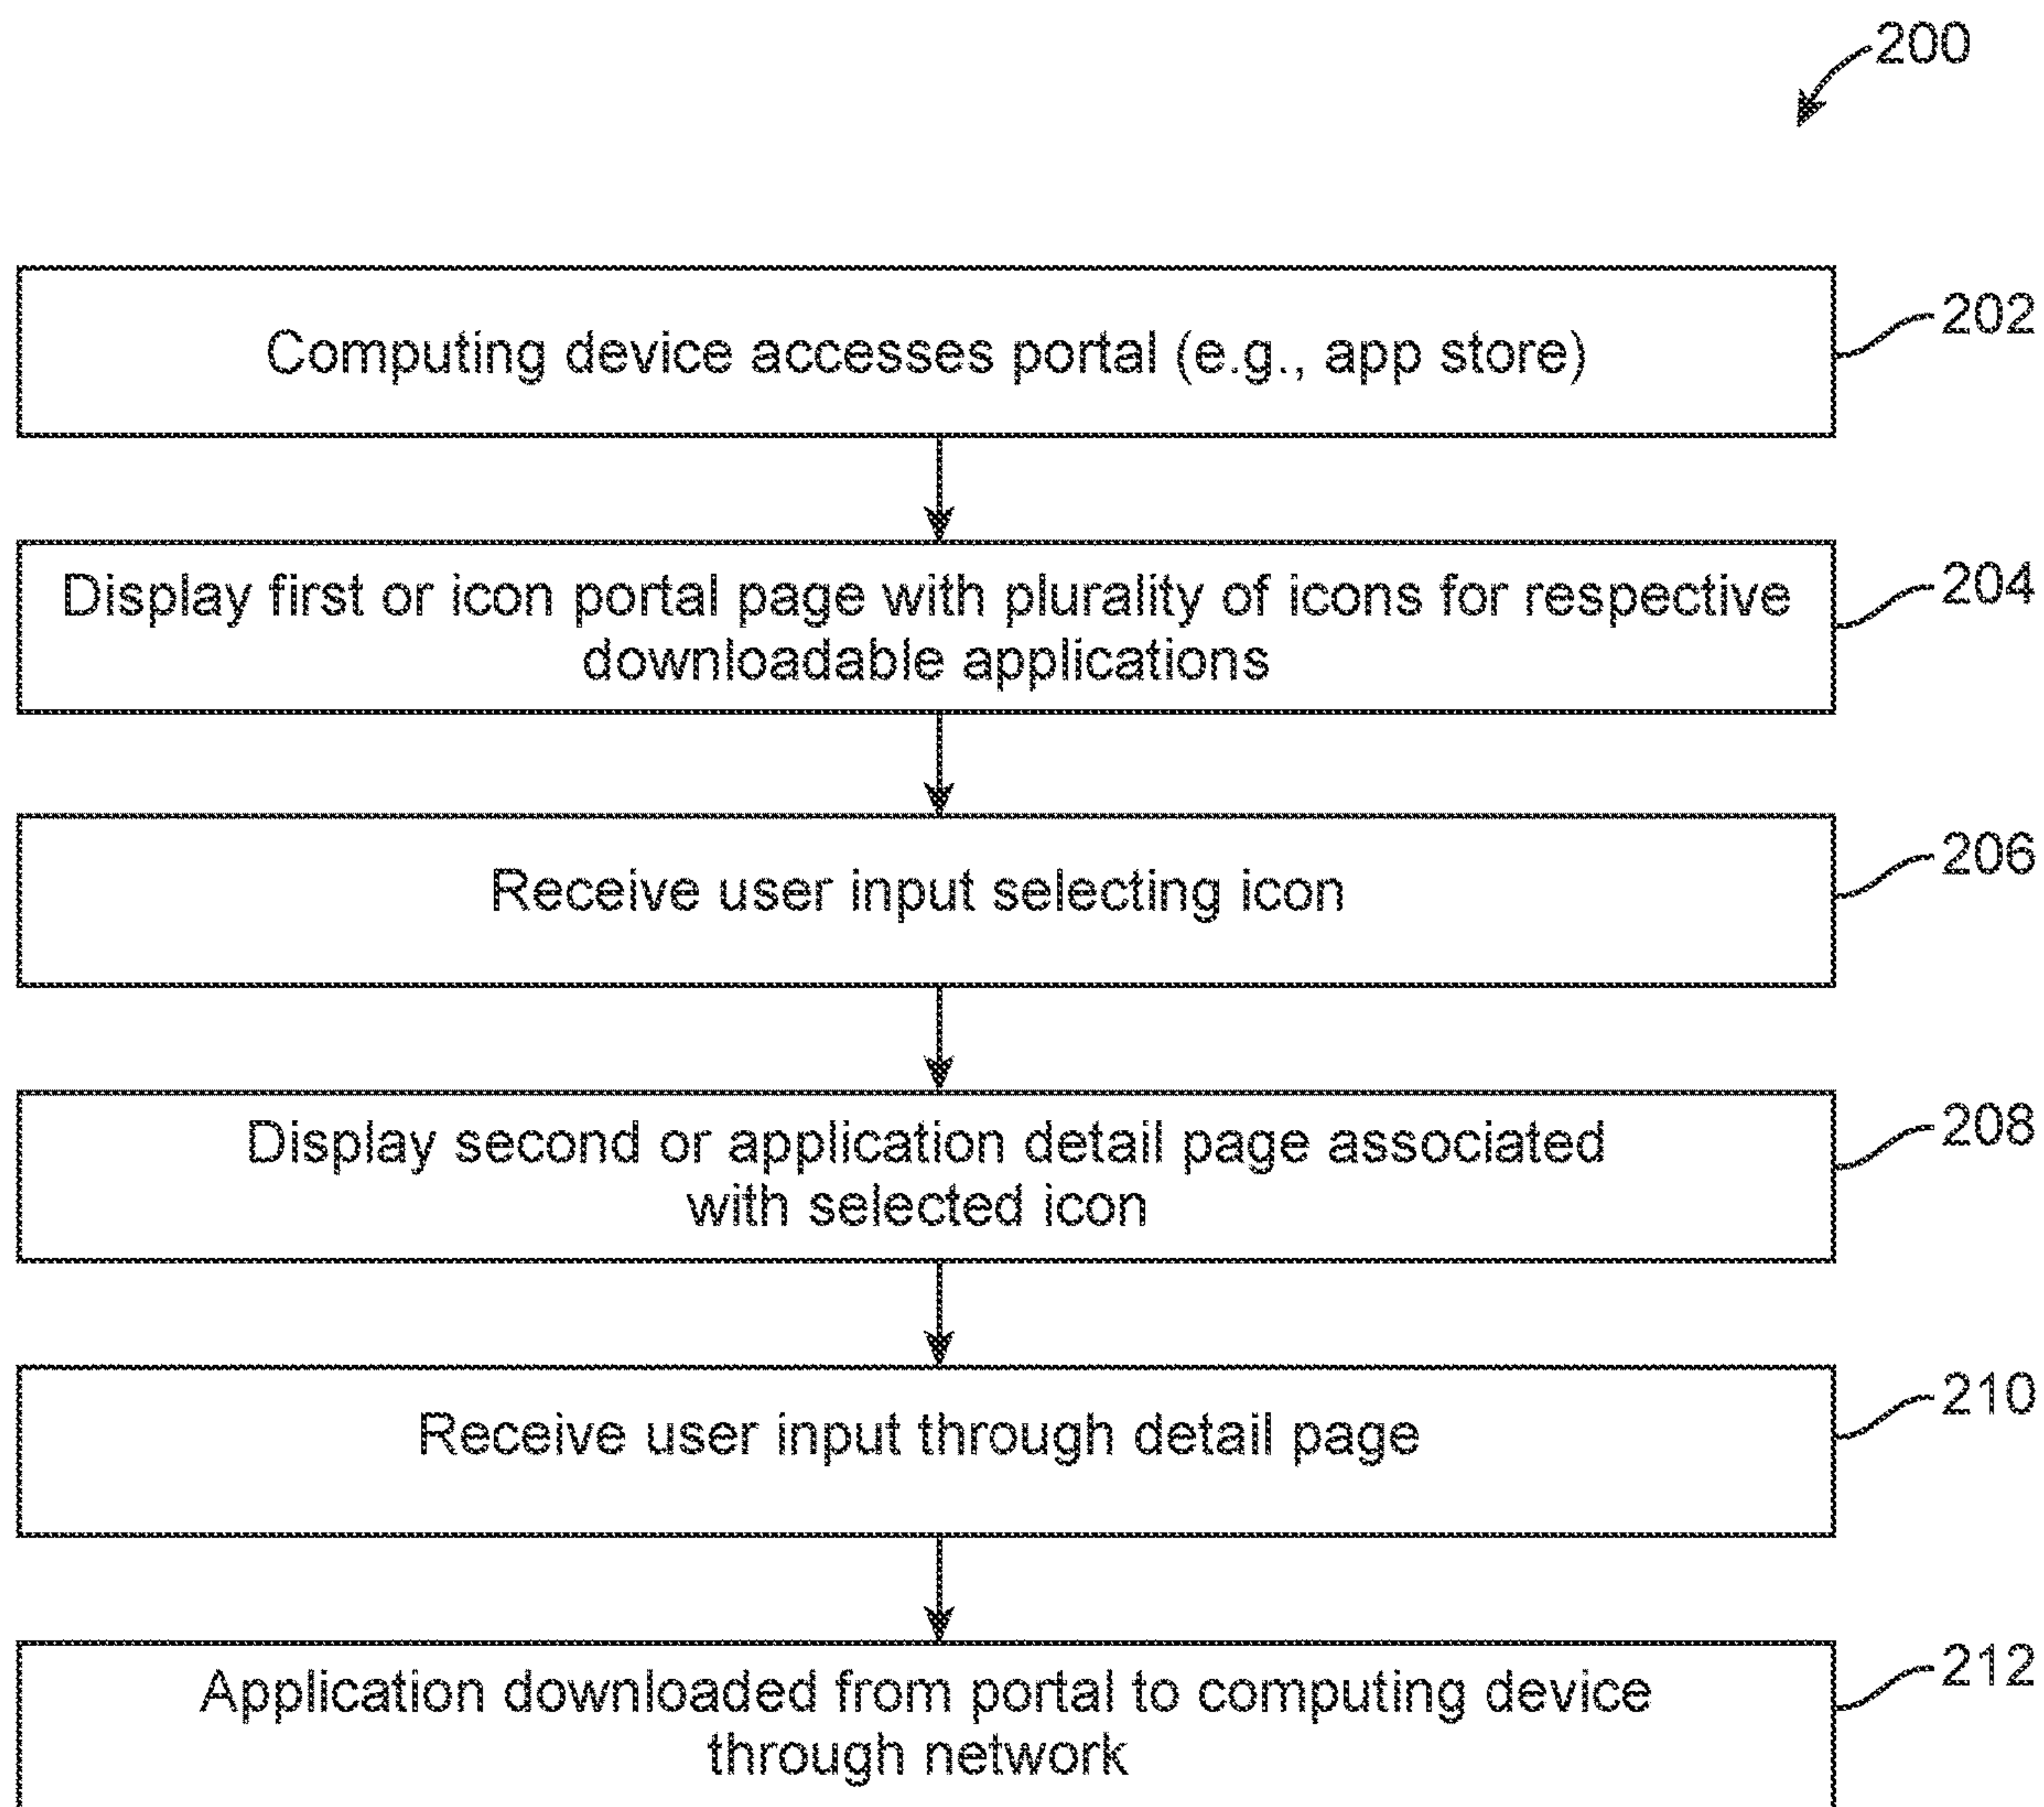 200
Computing device accesses portal (e.g., app store)
202
Display first or icon portal page with plurality of icons for respective
downloadable applications
204
Receive user input selecting icon
206
Display second or application detail page associated
with selected icon
208
Receive user input through detail page
210
Application downloaded from portal to computing device
through network
212